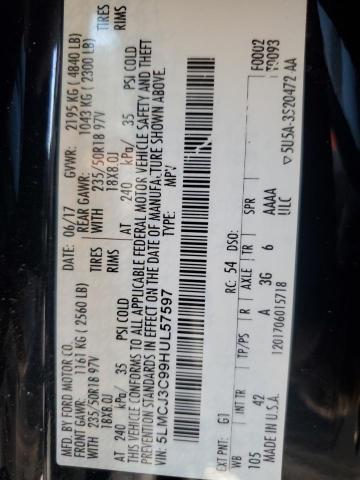 MFD. BY FORD MOTOR CO.
06/17 GVWR: 2195 KG ( 4840 LB)
FRONT GAWR: 1161 KG ( 2560 LB) REAR GAWR: 1043 KG ( 2300 LB)
235/50R18 97V TIRES WITH 235/50R18 97V TIRES
18X8.0J RIMS WITH 18X8.0J RIMS
AT 240 kPa/ 35 PSI COLD AT 240 kPa/ 35 PSI COLD
THIS VEHICLE CONFORMS TO ALL APPLICABLE FEDERAL MOTOR VEHICLE SAFETY AND THEFT
PREVENTION STANDARDS IN EFFECT ON THE DATE OF MANUFACTURE SHOWN ABOVE.
VIN: 5LMCJ3C99HUL57597
TYPE: MPV
F0002
T0093
EXT PNT: G1 RC: 54 DSO:
WB INT TR TP/PS R AXLE TR SPR
105 42 A 3G 6 AAAA
UILC
MADE IN U.S.A. 1201706015718
5U5A-3520472 AA